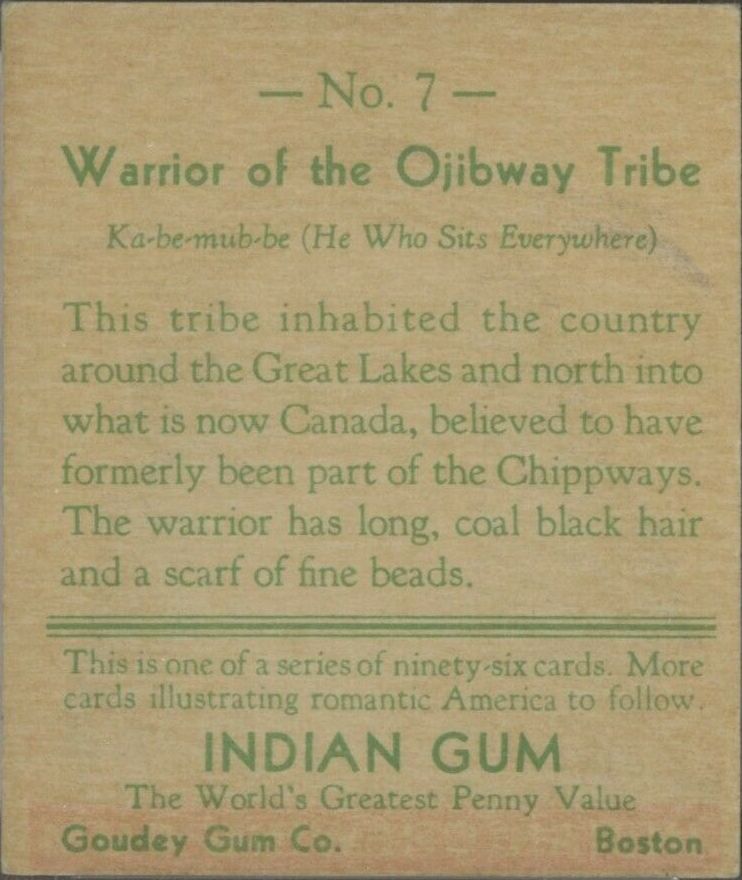 — No. 7 —
Warrior of the Ojibway Tribe
Ka-be-mub-be (He Who Sits Everywhere)
This tribe inhabited the country
around the Great Lakes and north into
what is now Canada, believed to have
formerly been part of the Chippways.
The warrior has long, coal black hair
and a scarf of fine beads.
This is one of a series of ninety-six cards. More
cards illustrating romantic America to follow.
INDIAN GUM
The World's Greatest Penny Value
Goudey Gum Co. Boston